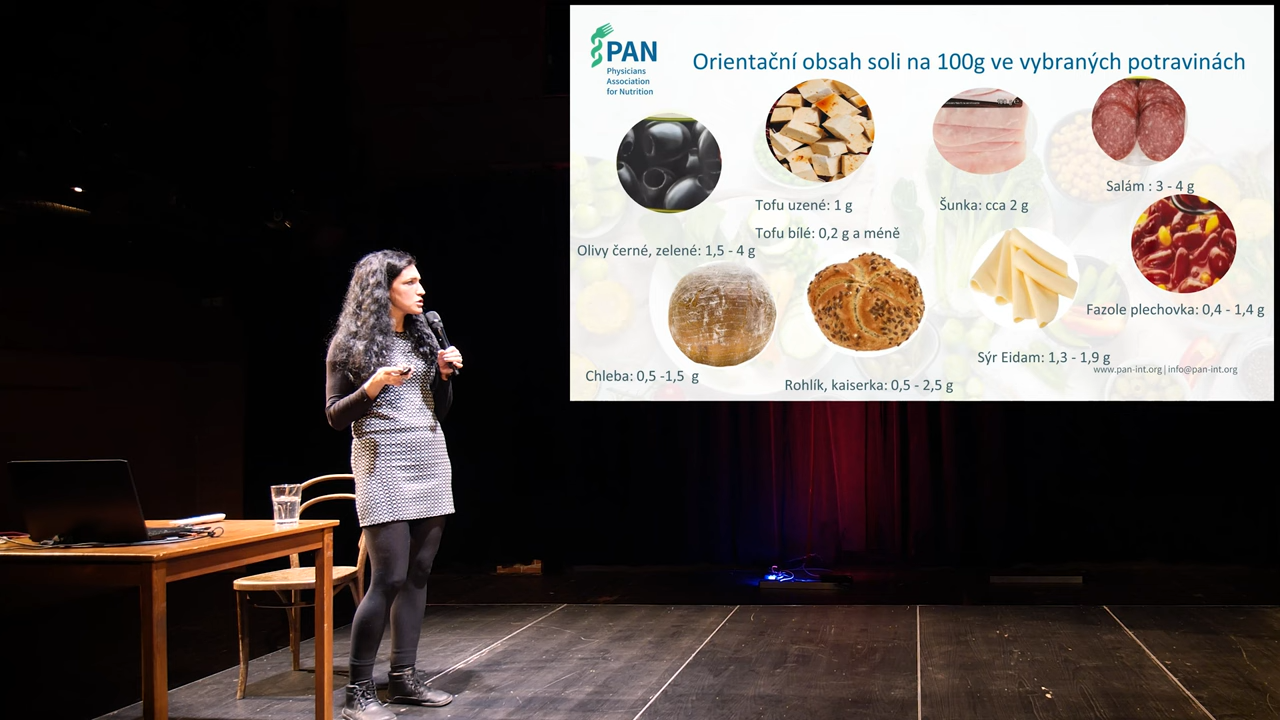 PAN
Physicians
Association
for Nutrition
Orientační obsah soli na 100g ve vybraných potravinách
Salám : 3 - 4 g
Tofu uzené: 1 g
Šunka: cca 2 g
Tofu bílé: 0,2 g a méně
Olivy černé, zelené: 1,5 - 4 g
Fazole plechovka: 0,4 - 1,4 g
Sýr Eidam: 1,3 - 1,9 g
www.pan-int.org | info@pan-int.org
Chleba: 0,5 -1,5 g
Rohlík, kaiserka: 0,5 - 2,5 g